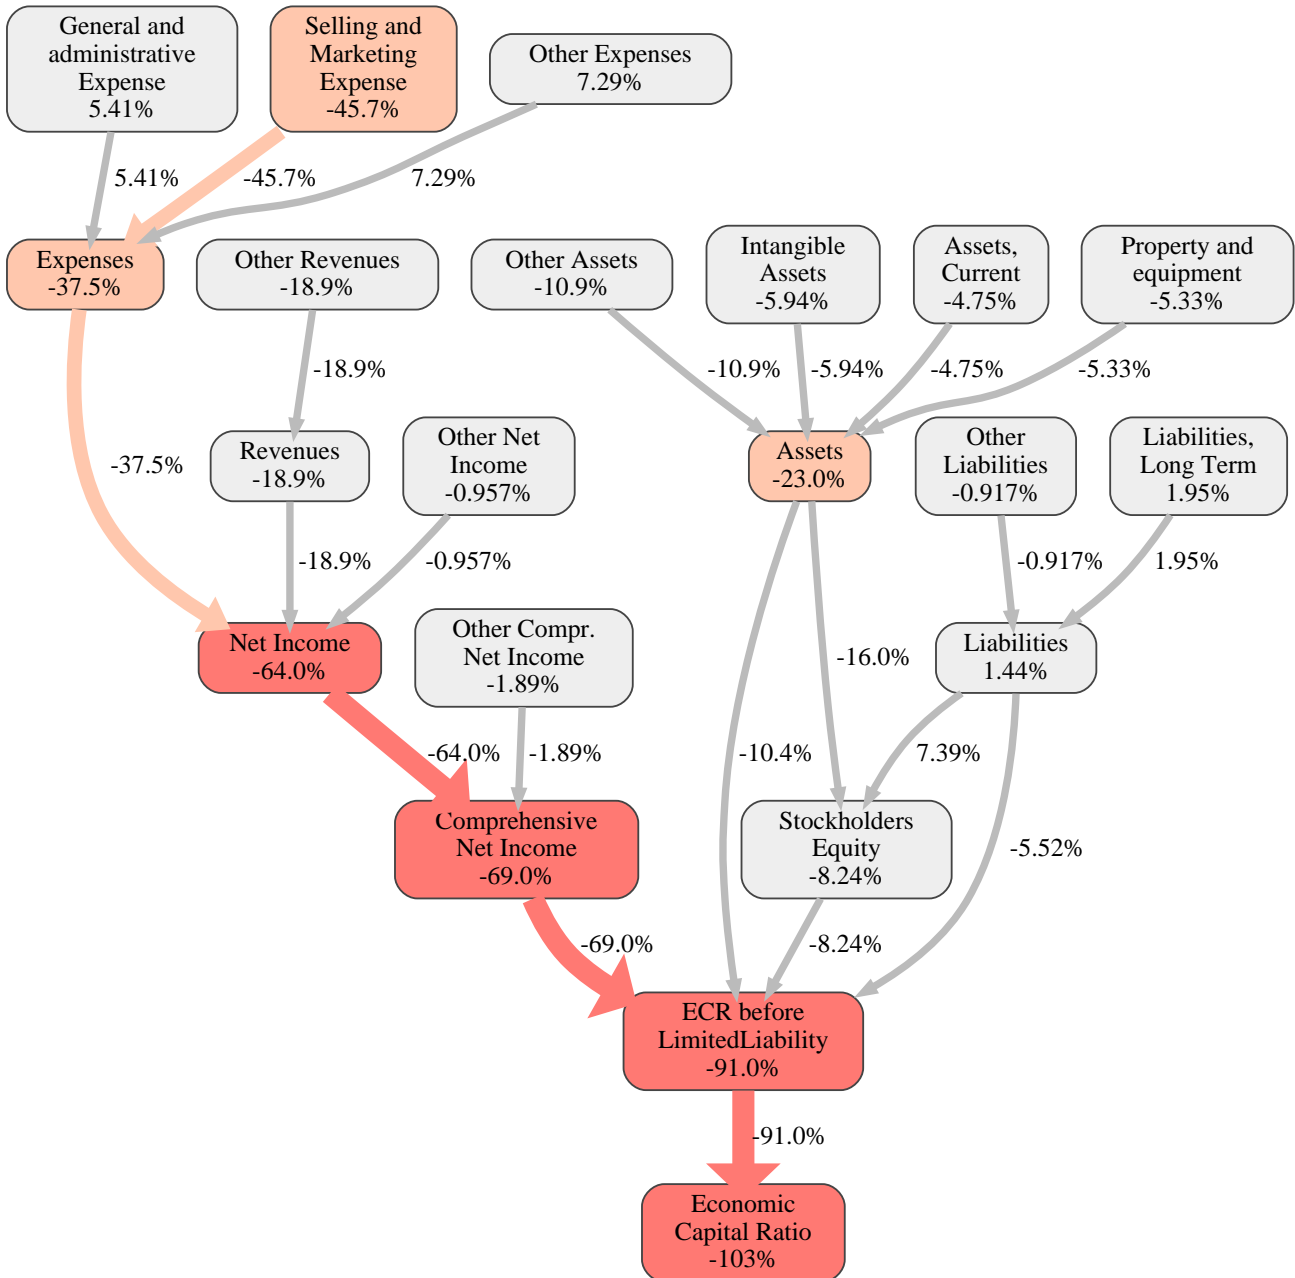 General and
administrative
Expense
5.41%
Selling and
Marketing
Expense
-45.7%
Other Expenses
7.29%
5.41%
-45.7%
7.29%
Expenses
-37.5%
Other Revenues
-18.9%
Other Assets
-10.9%
Intangible
Assets
-5.94%
Assets,
Current
-4.75%
Property and
equipment
-5.33%
-18.9%
-10.9%
-5.94%
-4.75%
-5.33%
-37.5%
Revenues
-18.9%
Other Net
Income
-0.957%
Assets
-23.0%
Other
Liabilities
-0.917%
Liabilities,
Long Term
1.95%
-18.9%
-0.957%
-0.917%
1.95%
Net Income
-64.0%
Other Compr.
Net Income
-1.89%
-16.0%
Liabilities
1.44%
-64.0%
-1.89%
-10.4%
7.39%
Comprehensive
Net Income
-69.0%
Stockholders
Equity
-8.24%
-5.52%
-69.0%
-8.24%
ECR before
LimitedLiability
-91.0%
-91.0%
Economic
Capital Ratio
-103%